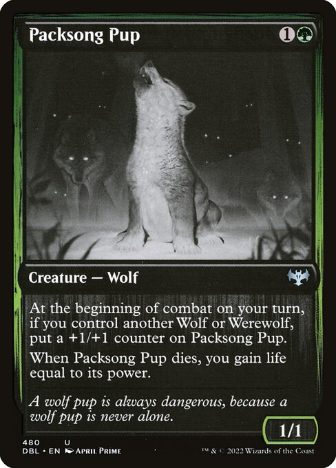 Packsong Pup 1
Creature — Wolf
At the beginning of combat on your turn,
if you control another Wolf or Werewolf,
put a +1/+1 counter on Packsong Pup.
When Packsong Pup dies, you gain life
equal to its power.
A wolf pup is always dangerous, because a
wolf pup is never alone.
1/1
480 U
DBL • EN April Prime ™ & © 2022 Wizards of the Coast